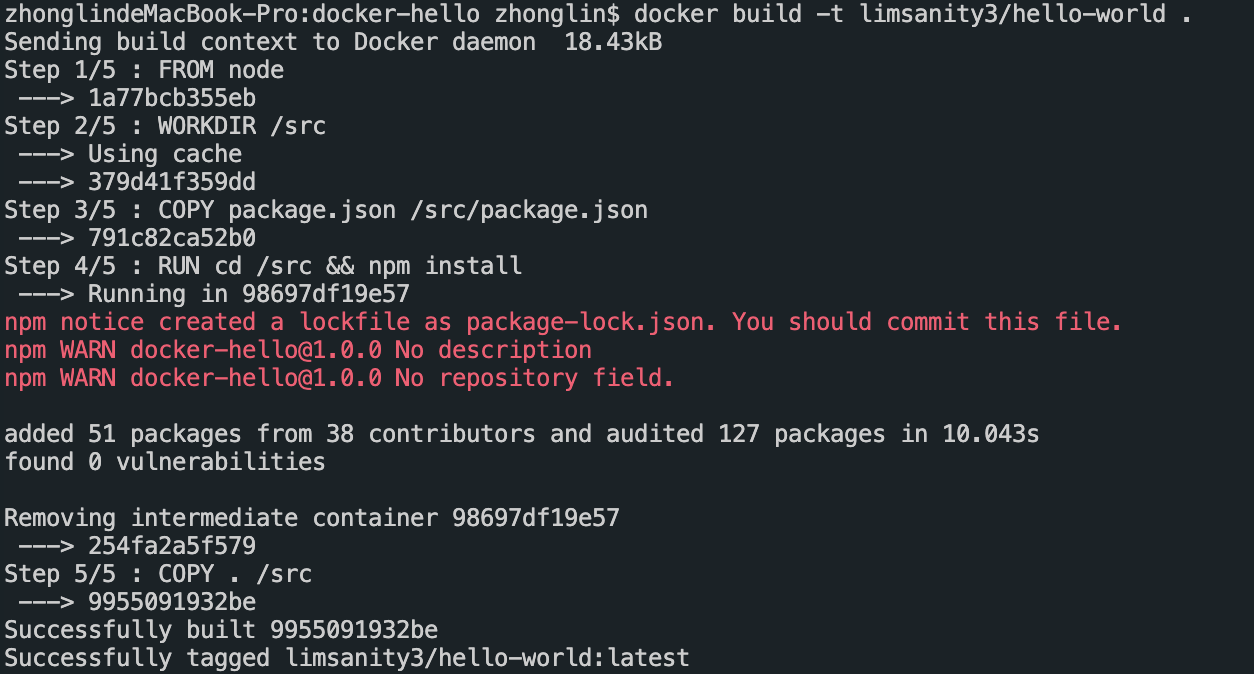 zhonglindeMacBook-Pro:docker-hello zhonglin$ docker build -t limsanity3/hello-world .
Sending build context to Docker daemon  18.43kB
Step 1/5 : FROM node
 ---> 1a77bcb355eb
Step 2/5 : WORKDIR /src
 ---> Using cache
 ---> 379d41f359dd
Step 3/5 : COPY package.json /src/package.json
 ---> 791c82ca52b0
Step 4/5 : RUN cd /src && npm install
 ---> Running in 98697df19e57
npm notice created a lockfile as package-lock.json. You should commit this file.
npm WARN docker-hello@1.0.0 No description
npm WARN docker-hello@1.0.0 No repository field.

added 51 packages from 38 contributors and audited 127 packages in 10.043s
found 0 vulnerabilities

Removing intermediate container 98697df19e57
 ---> 254fa2a5f579
Step 5/5 : COPY . /src
 ---> 9955091932be
Successfully built 9955091932be
Successfully tagged limsanity3/hello-world:latest